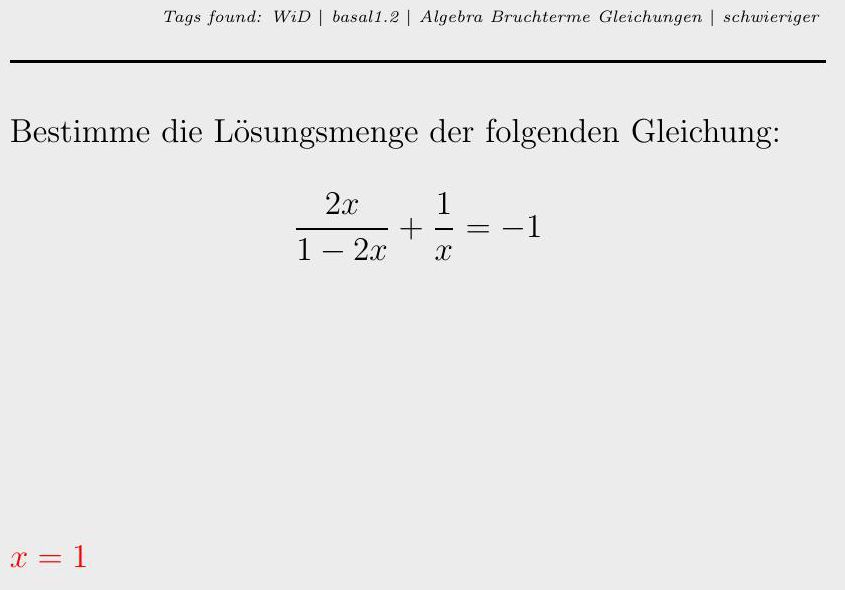 Tags found: WiD | basal1.2 | Algebra Bruchterme Gleichungen | schwieriger
Bestimme die Lösungsmenge der folgenden Gleichung:
\frac{2x}{1 - 2x} + \frac{1}{x} = -1
x = 1